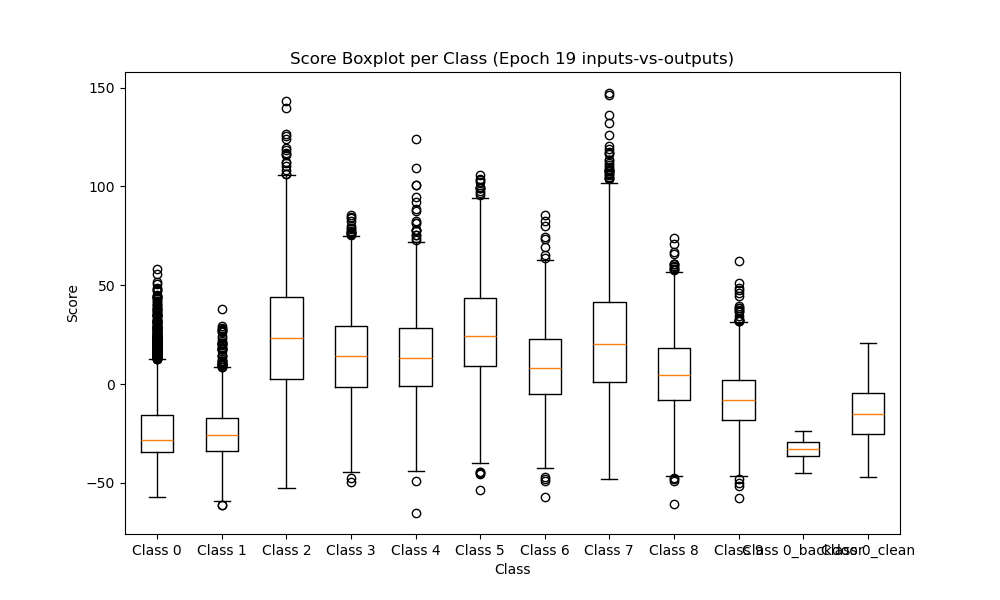 Score Boxplot per Class (Epoch 19 inputs-vs-outputs)
150
100
50
0
−50
Score
Class 0 Class 1 Class 2 Class 3 Class 4 Class 5 Class 6 Class 7 Class 8 Class 9 Class 0_backdoor Class 0_clean
Class